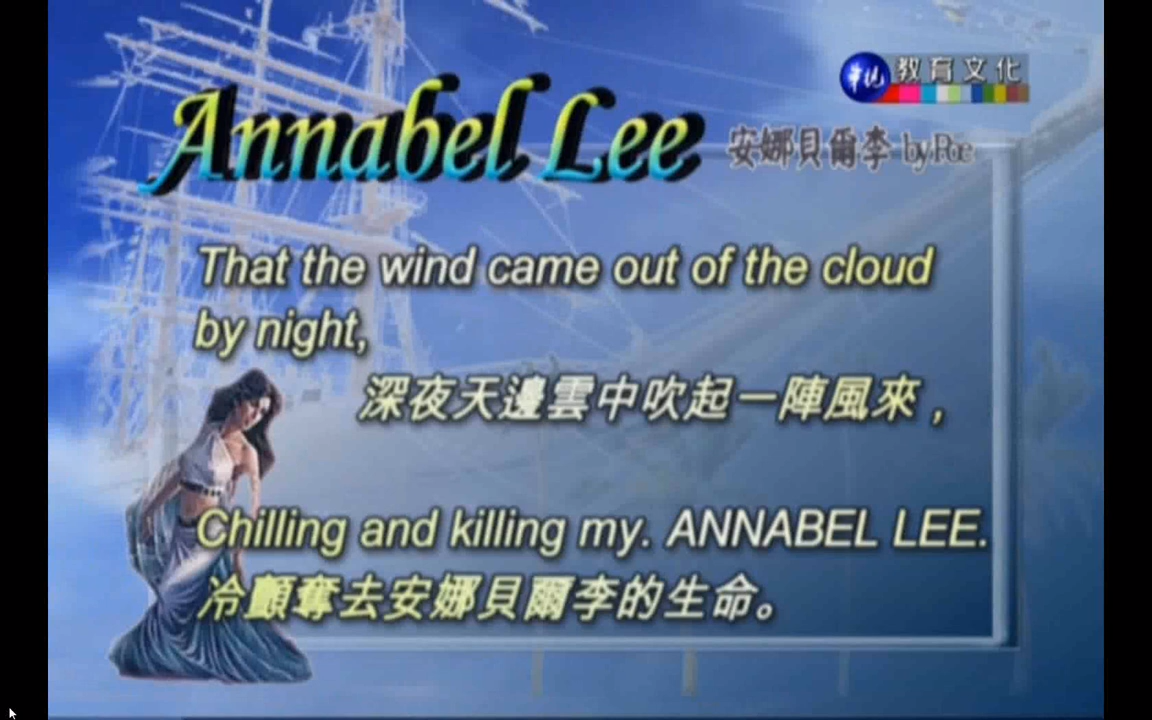 華視
教育文化
Annabel Lee
安娜貝爾李 by Poe
That the wind came out of the cloud
by night,
深夜天邊雲中吹起一陣風來，
Chilling and killing my. ANNABEL LEE.
冷顫奪去安娜貝爾李的生命。